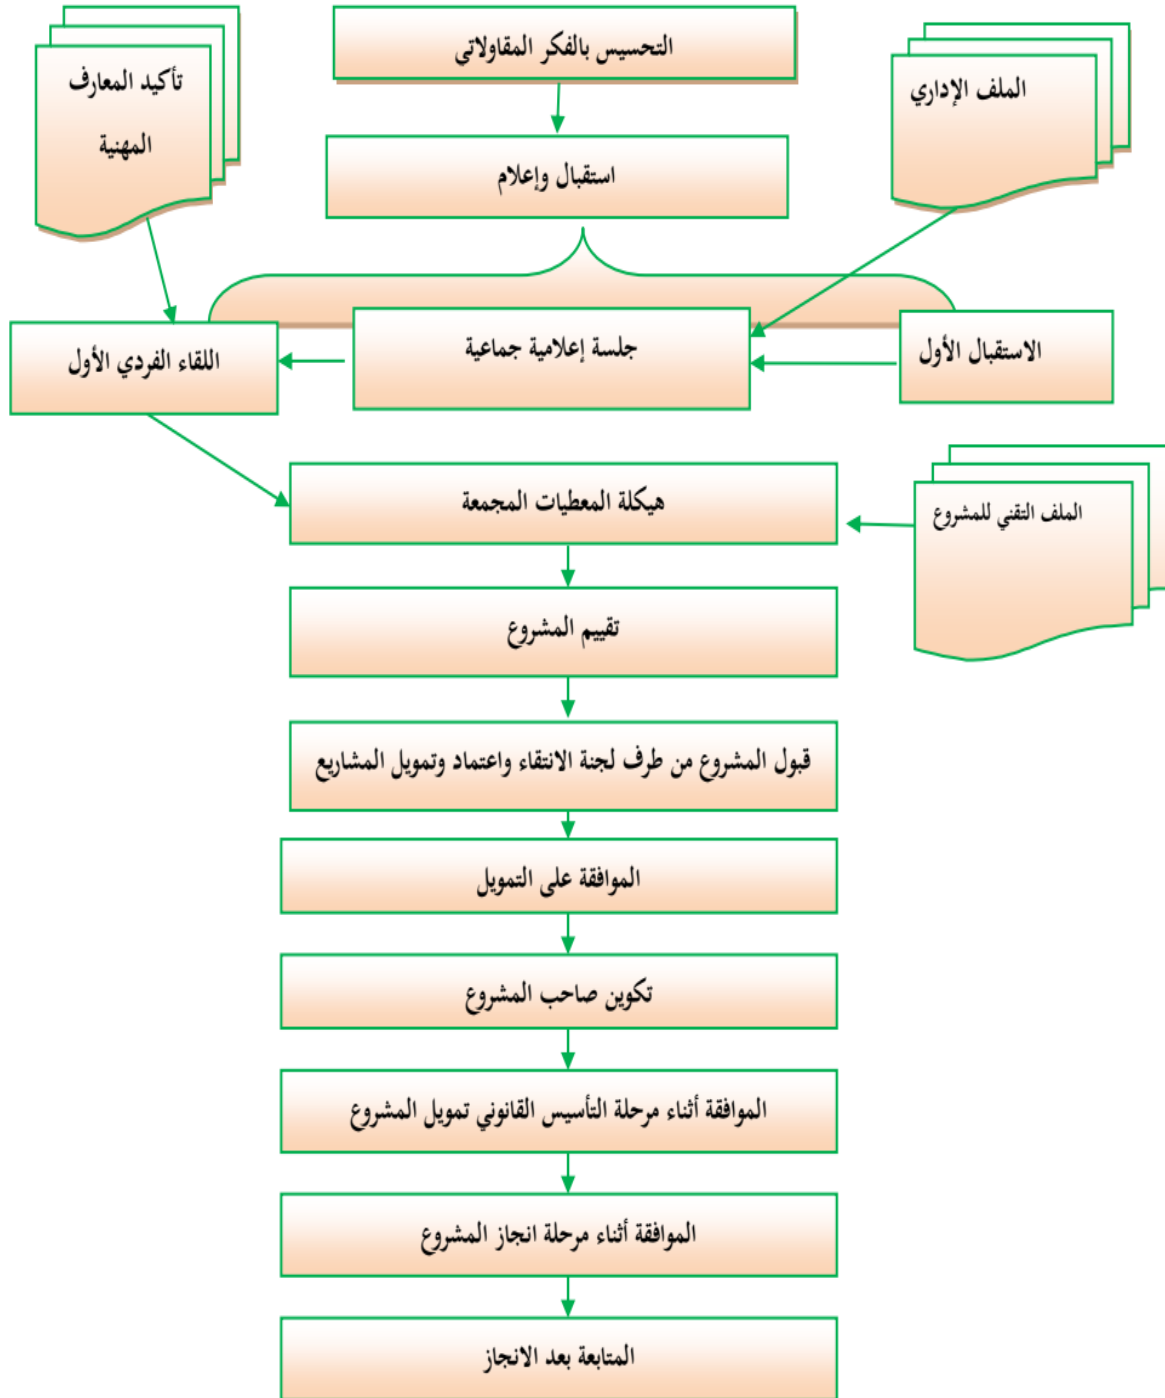 التحسيس بالفكر المقاولاتي
تأكيد المعارف
المهنية
الملف الإداري
استقبال وإعلام
الاستقبال الأول
جلسة إعلامية جماعية
اللقاء الفردي الأول
هيكلة المعطيات المجمعة
الملف التقني للمشروع
تقييم المشروع
قبول المشروع من طرف لجنة الانتقاء واعتماد وتمويل المشاريع
الموافقة على التمويل
تكوين صاحب المشروع
الموافقة أثناء مرحلة التأسيس القانوني تمويل المشروع
الموافقة أثناء مرحلة انجاز المشروع
المتابعة بعد الانجاز